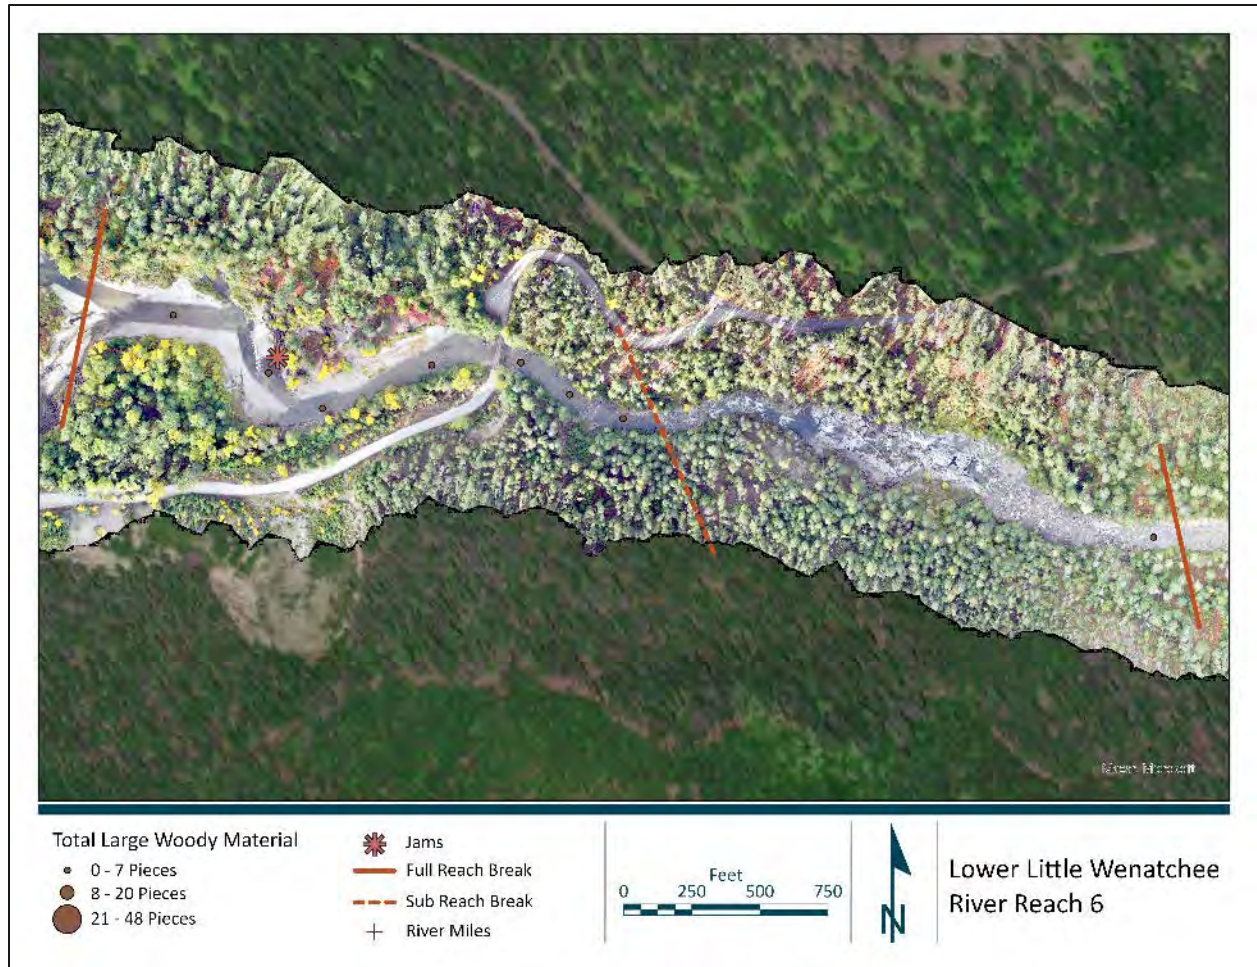 Total Large Woody Material
0 - 7 Pieces
8 - 20 Pieces
21 - 48 Pieces
Jams
Full Reach Break
Sub Reach Break
River Miles
Feet
0 250 500 750
N
Lower Little Wenatchee
River Reach 6